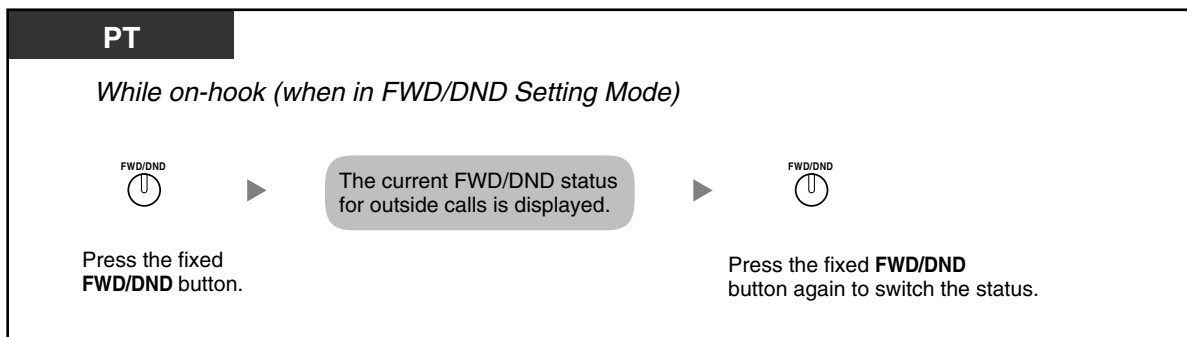 PT
While on-hook (when in FWD/DND Setting Mode)
FWD/DND
The current FWD/DND status
for outside calls is displayed.
FWD/DND
Press the fixed
FWD/DND button.
Press the fixed FWD/DND
button again to switch the status.